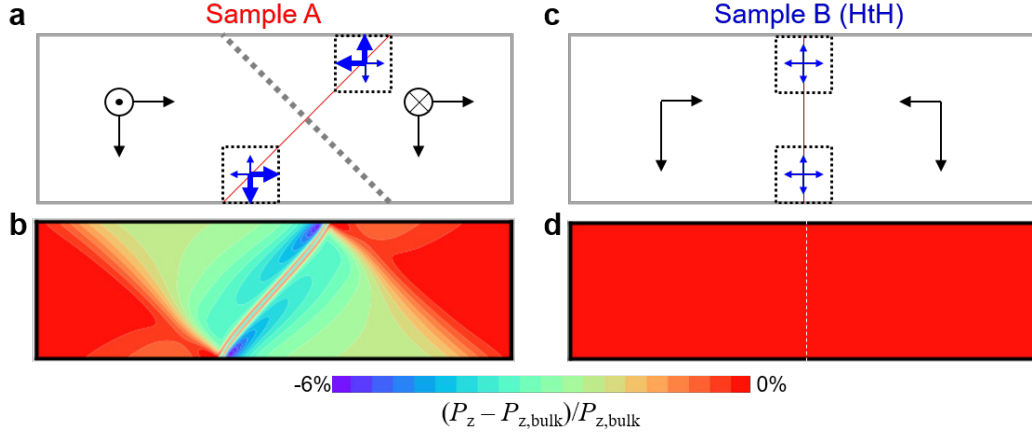 a
Sample A
c
Sample B (HtH)
b
d
-6%
0%
(P_z – P_z,bulk)/P_z,bulk